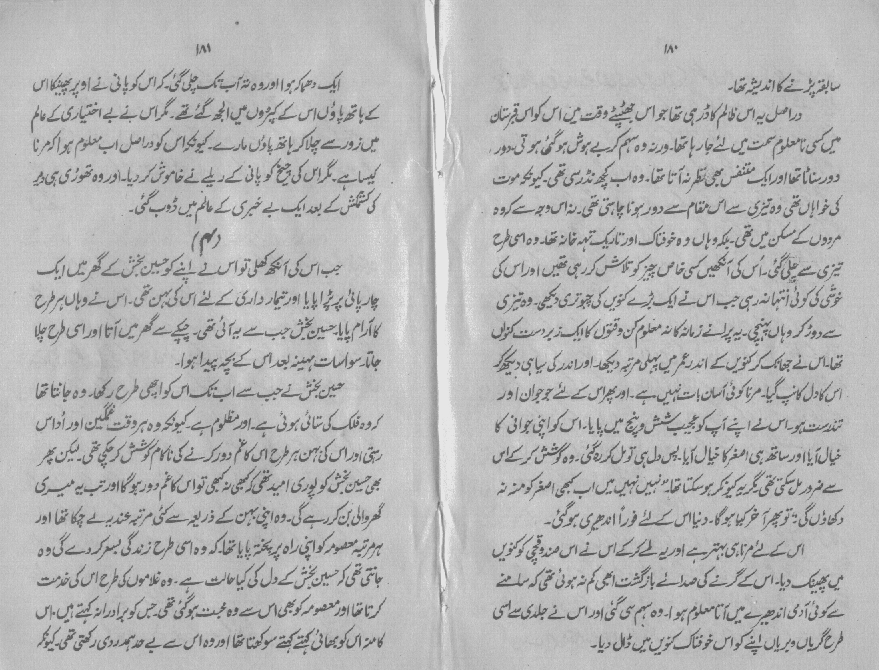 ۱۸۰
سابقہ پڑنے کا اندیشہ تھا۔
دراصل یہ اس ظالم کا ڈر ہی تھا جو اس جھٹپٹے وقت میں اس کو اس قبرستان
میں کسی نامعلوم سمت میں لئے جا رہا تھا۔ ورنہ وہ سہم کر بے ہوش ہو گئی ہوتی۔ دور
دور سناٹا تھا اور ایک متنفس بھی نظر نہ آتا تھا۔ وہ اب کچھ نڈر سی تھی۔ کیونکہ موت
کی خواہاں تھی وہ تیزی سے اس مقام سے دور ہونا چاہتی تھی۔ نہ اس وجہ سے کہ وہ
مردوں کے مسکن میں تھی۔ بلکہ وہاں وہ خوفناک اور تاریک تہہ خانہ تھا۔ وہ اسی طرح
تیزی سے چلی گئی۔ اُس کی آنکھیں کسی خاص چیز کو تلاش کر رہی تھیں اور اس کی
خوشی کی کوئی انتہا نہ رہی جب اس نے ایک بڑے کنویں کی چبوتری دیکھی۔ وہ تیزی
سے دوڑ کر وہاں پہنچی۔ یہ پرانے زمانہ کا نہ معلوم کن وقتوں کا ایک زبردست کنواں
تھا۔ اس نے جھانک کر کنویں کے اندر عمر میں پہلی مرتبہ دیکھا۔ اور اندر کی سیاہی دیکھ کر
اس کا دل کانپ گیا۔ مرنا کوئی آسان بات نہیں ہے۔ اور پھر اس کے لئے جو جوان اور
تندرست ہو۔ اس نے اپنے آپ کو عجیب شش و پنج میں پایا۔ اس کو اپنی جوانی کا
خیال آیا اور ساتھ ہی اصغر کا خیال آیا۔ بس دل ہی تو مل کر رہ گئی۔ وہ کوشش کر کے اس
سے ضرور مل سکتی تھی مگر یہ کیونکر ہو سکتا تھا۔ "نہیں نہیں میں اب کبھی اصغر کو منہ نہ
دکھاؤں گی" تو پھر آخر کیا ہوگا۔ دنیا اس کے لئے فوراً اندھیری ہو گئی۔
اس کے لئے مرنا ہی بہتر ہے اور یہ طے کر کے اس نے اس صندوقچی کو کنویں
میں پھینک دیا۔ اس کے گرنے کی صدائے بازگشت ابھی کم نہ ہوئی تھی کہ سامنے
سے کوئی آدمی اندھیرے میں آتا معلوم ہوا۔ وہ سہم سی گئی اور اس نے جلدی سے اسی
طرح گریاں و بریاں اپنے کو اس خوفناک کنویں میں ڈال دیا۔
۱۸۱
ایک دھماکہ ہوا اور وہ تہ آب تک چلی گئی۔ کہ اس کو پانی نے اوپر پھینکا اس
کے ہاتھ پاؤں اس کے کپڑوں میں الجھ گئے تھے۔ مگر اس نے بے اختیاری کے عالم
میں زور سے چلا کر ہاتھ پاؤں مارے۔ کیونکہ اس کو دراصل اب معلوم ہوا کہ مرنا
کیسا ہے۔ مگر اس کی چیخ کو پانی کے ریلے نے خاموش کر دیا۔ اور وہ تھوڑی ہی دیر
کی کشمکش کے بعد ایک بے خبری کے عالم میں ڈوب گئی۔
(۴)
جب اس کی آنکھ کھلی تو اس نے اپنے کو حسین بخش کے گھر میں ایک
چارپائی پر پڑا پایا اور تیمارداری کے لئے اس کی بہن تھی۔ اس نے وہاں ہر طرح
کا آرام پایا۔ حسین بخش جب سے یہ آئی تھی۔ چپکے سے گھر میں آتا اور اسی طرح چلا
جاتا۔ سوا سات مہینہ بعد اس کے بچہ پیدا ہوا۔
حسین بخش نے جب سے اب تک اس کو اچھی طرح رکھا۔ وہ جانتا تھا
کہ وہ فلک کی ستائی ہوئی ہے۔ اور مظلوم ہے۔ کیونکہ وہ ہر وقت غمگین اور اُداس
رہتی اور اس کی بہن ہر طرح اس کا غم دور کرنے کی ناکام کوشش کر چکی تھی۔ لیکن پھر
بھی حسین بخش کو پوری امید تھی کہ کبھی نہ کبھی تو اس کا غم دور ہوگا اور تب یہ میری
گھر والی بن کر رہے گی۔ وہ اپنی بہن کے ذریعہ سے کئی مرتبہ عندیہ لے چکا تھا اور
ہر مرتبہ معصومہ کو اپنی راہ پر پختہ پایا تھا۔ کہ وہ اسی طرح زندگی بسر کر دے گی وہ
جانتی تھی کہ حسین بخش کے دل کی کیا حالت ہے۔ وہ غلاموں کی طرح اس کی خدمت
کرتا تھا اور معصومہ کو بھی اس سے وہ محبت ہو گئی تھی۔ جس کو برادرانہ کہتے ہیں۔ اس
کا منہ اس کو بھائی کہتے کہتے سوکھتا تھا اور وہ اس سے بے حد ہمدردی رکھتی تھی۔ کیونکہ